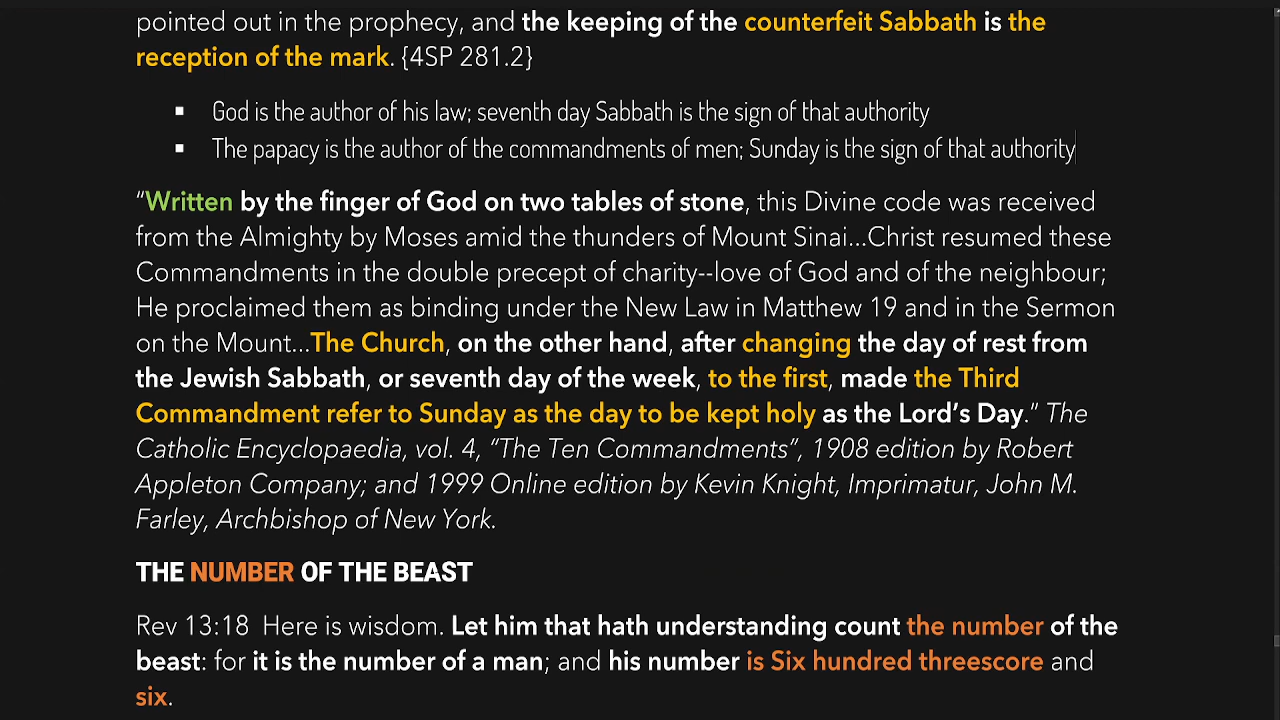 pointed out in the prophecy, and the keeping of the counterfeit Sabbath is the
reception of the mark. {4SP 281.2}
▪ God is the author of his law; seventh day Sabbath is the sign of that authority
▪ The papacy is the author of the commandments of men; Sunday is the sign of that authority
“Written by the finger of God on two tables of stone, this Divine code was received
from the Almighty by Moses amid the thunders of Mount Sinai...Christ resumed these
Commandments in the double precept of charity--love of God and of the neighbour;
He proclaimed them as binding under the New Law in Matthew 19 and in the Sermon
on the Mount...The Church, on the other hand, after changing the day of rest from
the Jewish Sabbath, or seventh day of the week, to the first, made the Third
Commandment refer to Sunday as the day to be kept holy as the Lord’s Day.” The
Catholic Encyclopaedia, vol. 4, “The Ten Commandments”, 1908 edition by Robert
Appleton Company; and 1999 Online edition by Kevin Knight, Imprimatur, John M.
Farley, Archbishop of New York.
THE NUMBER OF THE BEAST
Rev 13:18 Here is wisdom. Let him that hath understanding count the number of the
beast: for it is the number of a man; and his number is Six hundred threescore and
six.